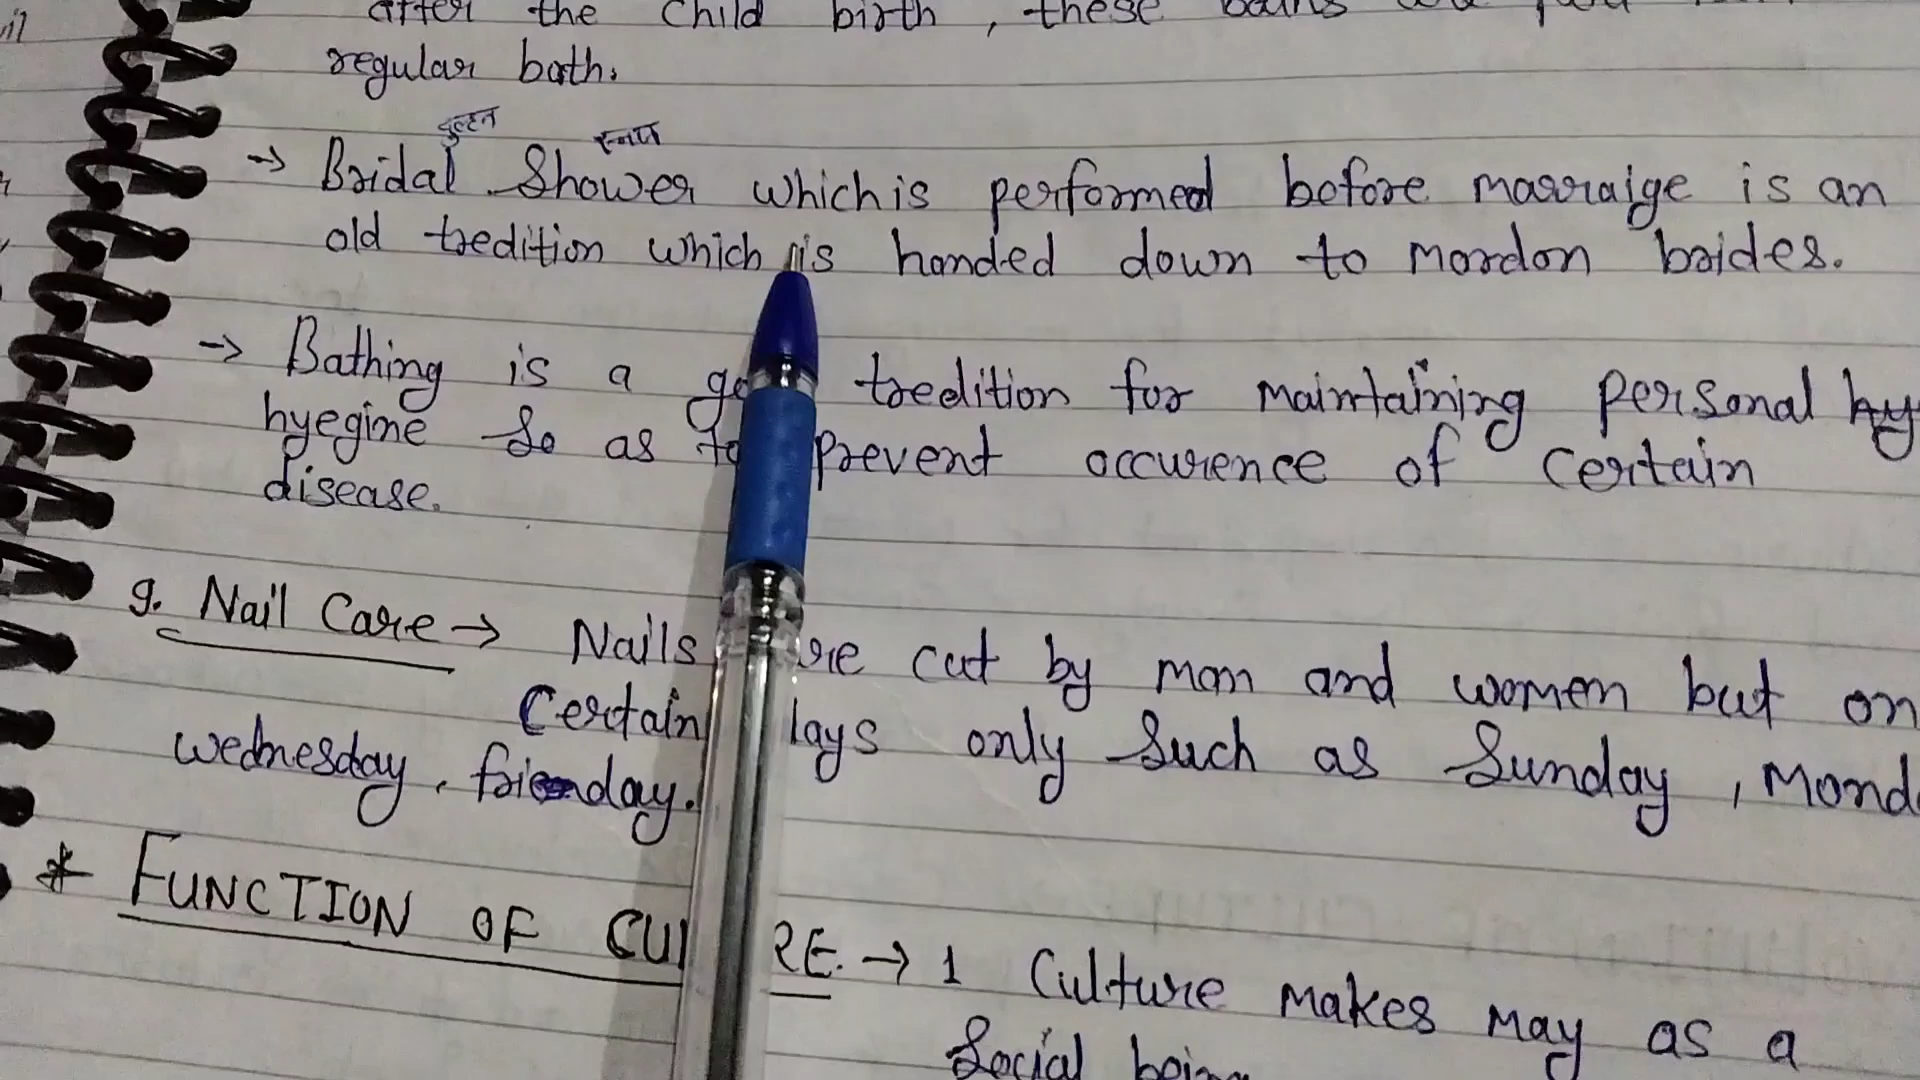 after the child birth, these
regular bath.
दुल्हन स्नान
→ Bridal Shower which is performed before marraige is an
old tredition which is handed down to mordon brides.
→ Bathing is a tredition for maintaining personal
hyegine so as to prevent occurence of certain
disease.
g. Nail Care → Nails cut by man and women but on
Certain only such as Sunday, Mond
wednesday, friday.
* FUNCTION OF → 1 Culture makes may as a
Social being